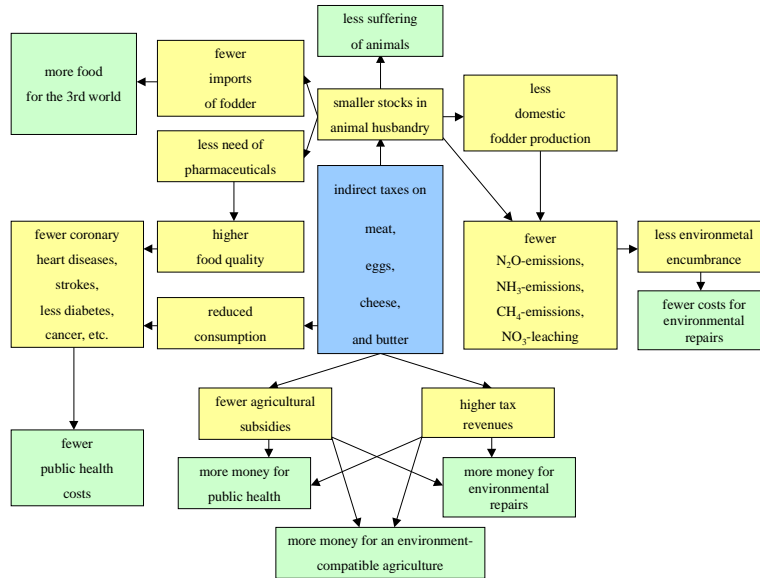 less suffering
of animals
fewer
imports
of fodder
more food
for the 3rd world
smaller stocks in
animal husbandry
less
domestic
fodder production
less need of
pharmaceuticals
indirect taxes on
meat,
eggs,
cheese,
and butter
fewer coronary
heart diseases,
strokes,
less diabetes,
cancer, etc.
higher
food quality
fewer
N₂O-emissions,
NH₃-emissions,
CH₄-emissions,
NO₃-leaching
less environmetal
encumbrance
reduced
consumption
fewer costs for
environmental
repairs
fewer agricultural
subsidies
higher tax
revenues
fewer
public health
costs
more money for
public health
more money for
environmental
repairs
more money for an environment-
compatible agriculture